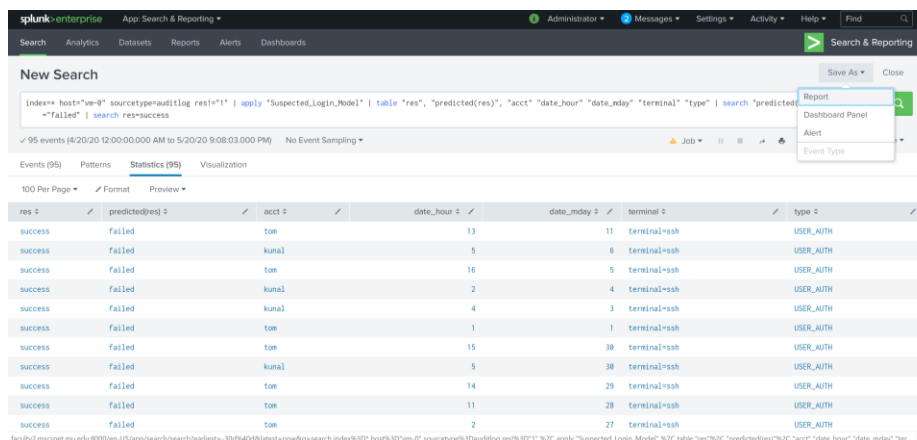 splunk>enterprise App: Search & Reporting Administrator 2 Messages Settings Activity Help Find
Search Analytics Datasets Reports Alerts Dashboards Search & Reporting
New Search Save As Close
Report
Dashboard Panel
Alert
Event Type
index=* host="vm-0" sourcetype=auditlog res!="1" | apply "Suspected_Login_Model" | table "res", "predicted(res)", "acct" "date_hour" "date_mday" "terminal" "type" | search "predicted(
="failed" | search res=success
95 events (4/20/20 12:00:00.000 AM to 5/20/20 9:08:03.000 PM) No Event Sampling Job
Events (95) Patterns Statistics (95) Visualization
100 Per Page Format Preview
res predicted(res) acct date_hour date_mday terminal type
success failed tom 13 11 terminal=ssh USER_AUTH
success failed kunal 5 6 terminal=ssh USER_AUTH
success failed tom 16 5 terminal=ssh USER_AUTH
success failed kunal 2 4 terminal=ssh USER_AUTH
success failed kunal 4 3 terminal=ssh USER_AUTH
success failed tom 1 1 terminal=ssh USER_AUTH
success failed tom 15 30 terminal=ssh USER_AUTH
success failed kunal 5 30 terminal=ssh USER_AUTH
success failed tom 14 29 terminal=ssh USER_AUTH
success failed tom 11 28 terminal=ssh USER_AUTH
success failed tom 2 27 terminal=ssh USER_AUTH